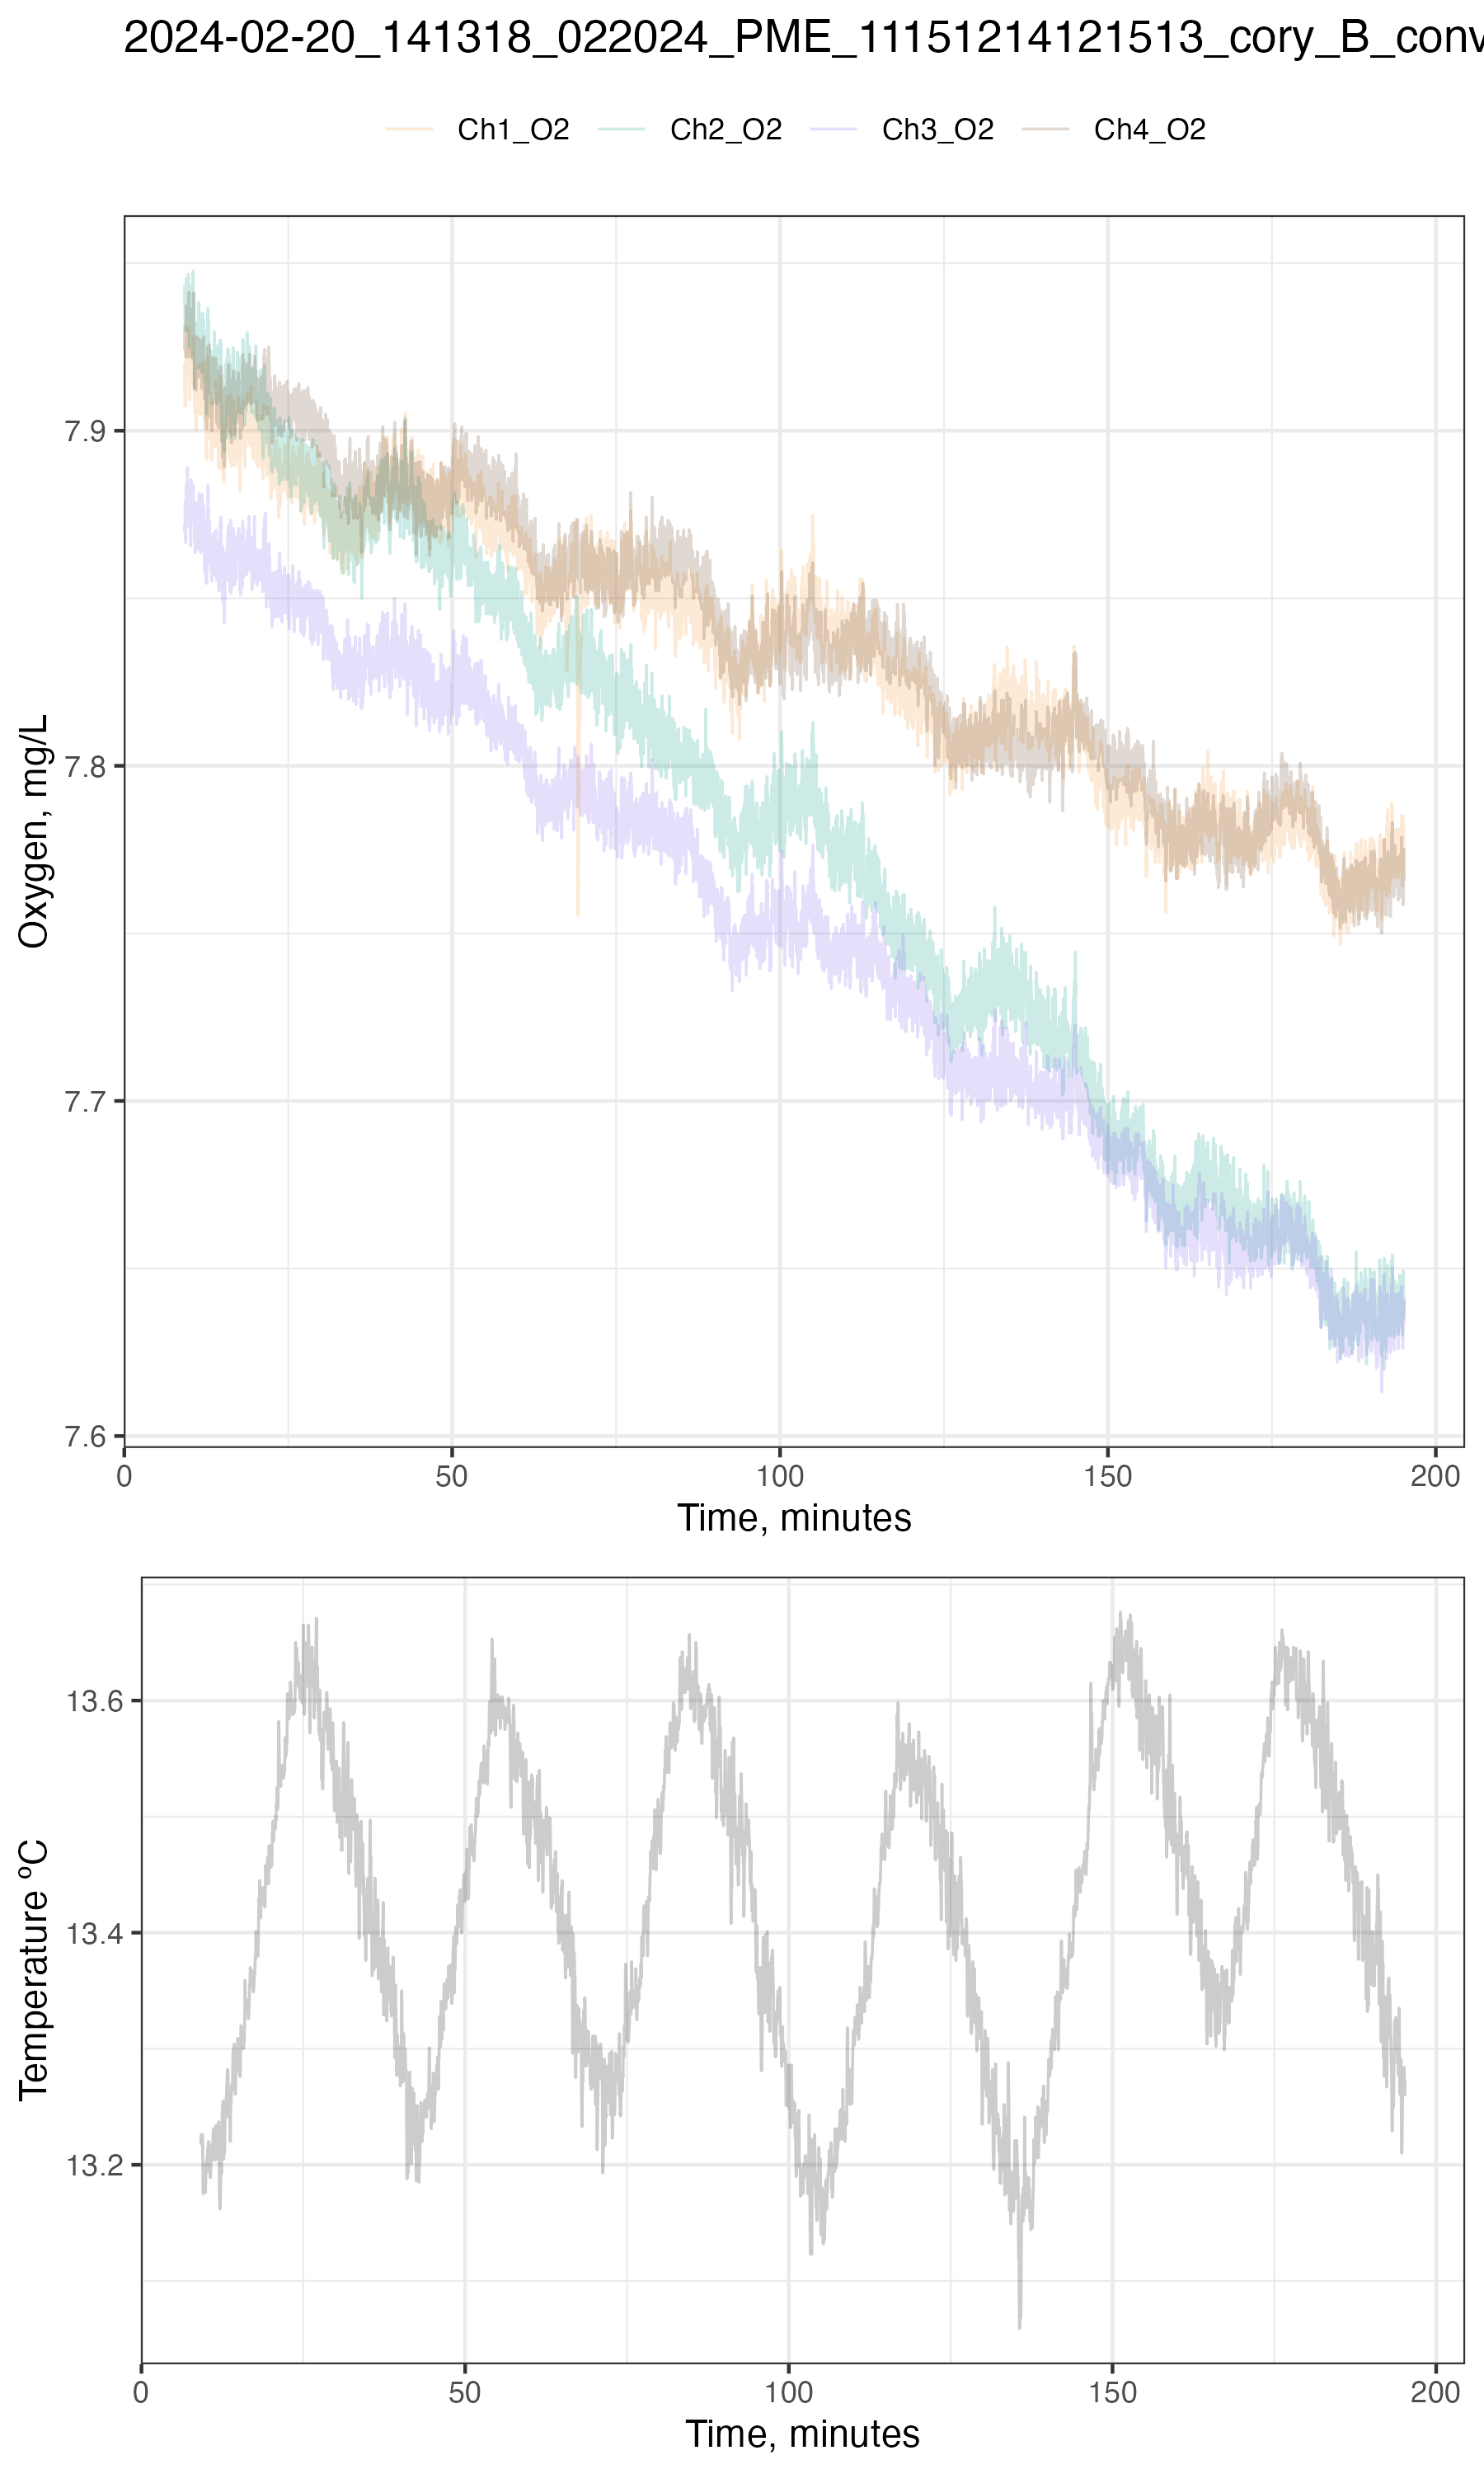 2024-02-20_141318_022024_PME_11151214121513_cory_B_conv
Ch1_O2 Ch2_O2 Ch3_O2 Ch4_O2
7.9
7.8
7.7
7.6
Oxygen, mg/L
0 50 100 150 200
Time, minutes
13.6
13.4
13.2
Temperature ºC
0 50 100 150 200
Time, minutes